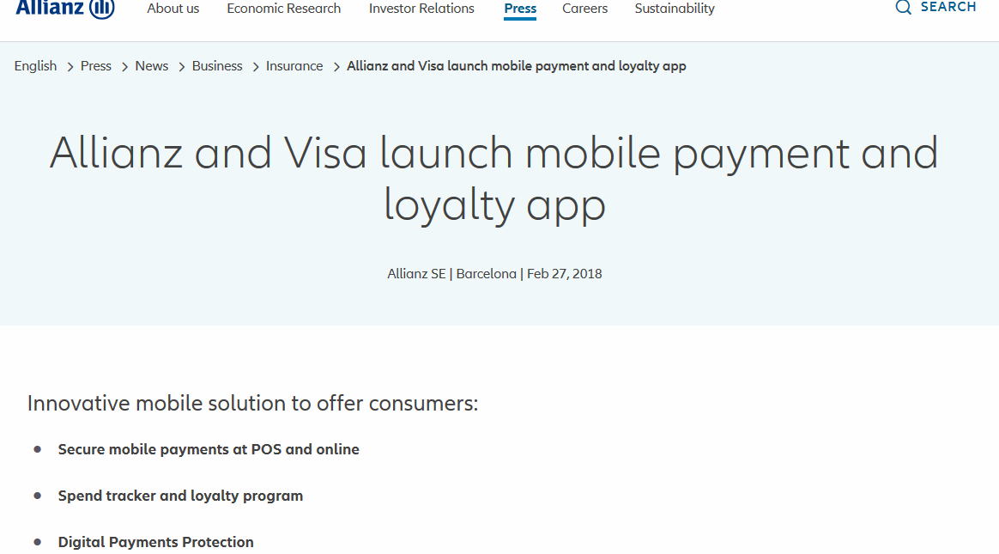 Allianz
About us Economic Research Investor Relations Press Careers Sustainability SEARCH
English > Press > News > Business > Insurance > Allianz and Visa launch mobile payment and loyalty app
Allianz and Visa launch mobile payment and
loyalty app
Allianz SE | Barcelona | Feb 27, 2018
Innovative mobile solution to offer consumers:
● Secure mobile payments at POS and online
● Spend tracker and loyalty program
● Digital Payments Protection